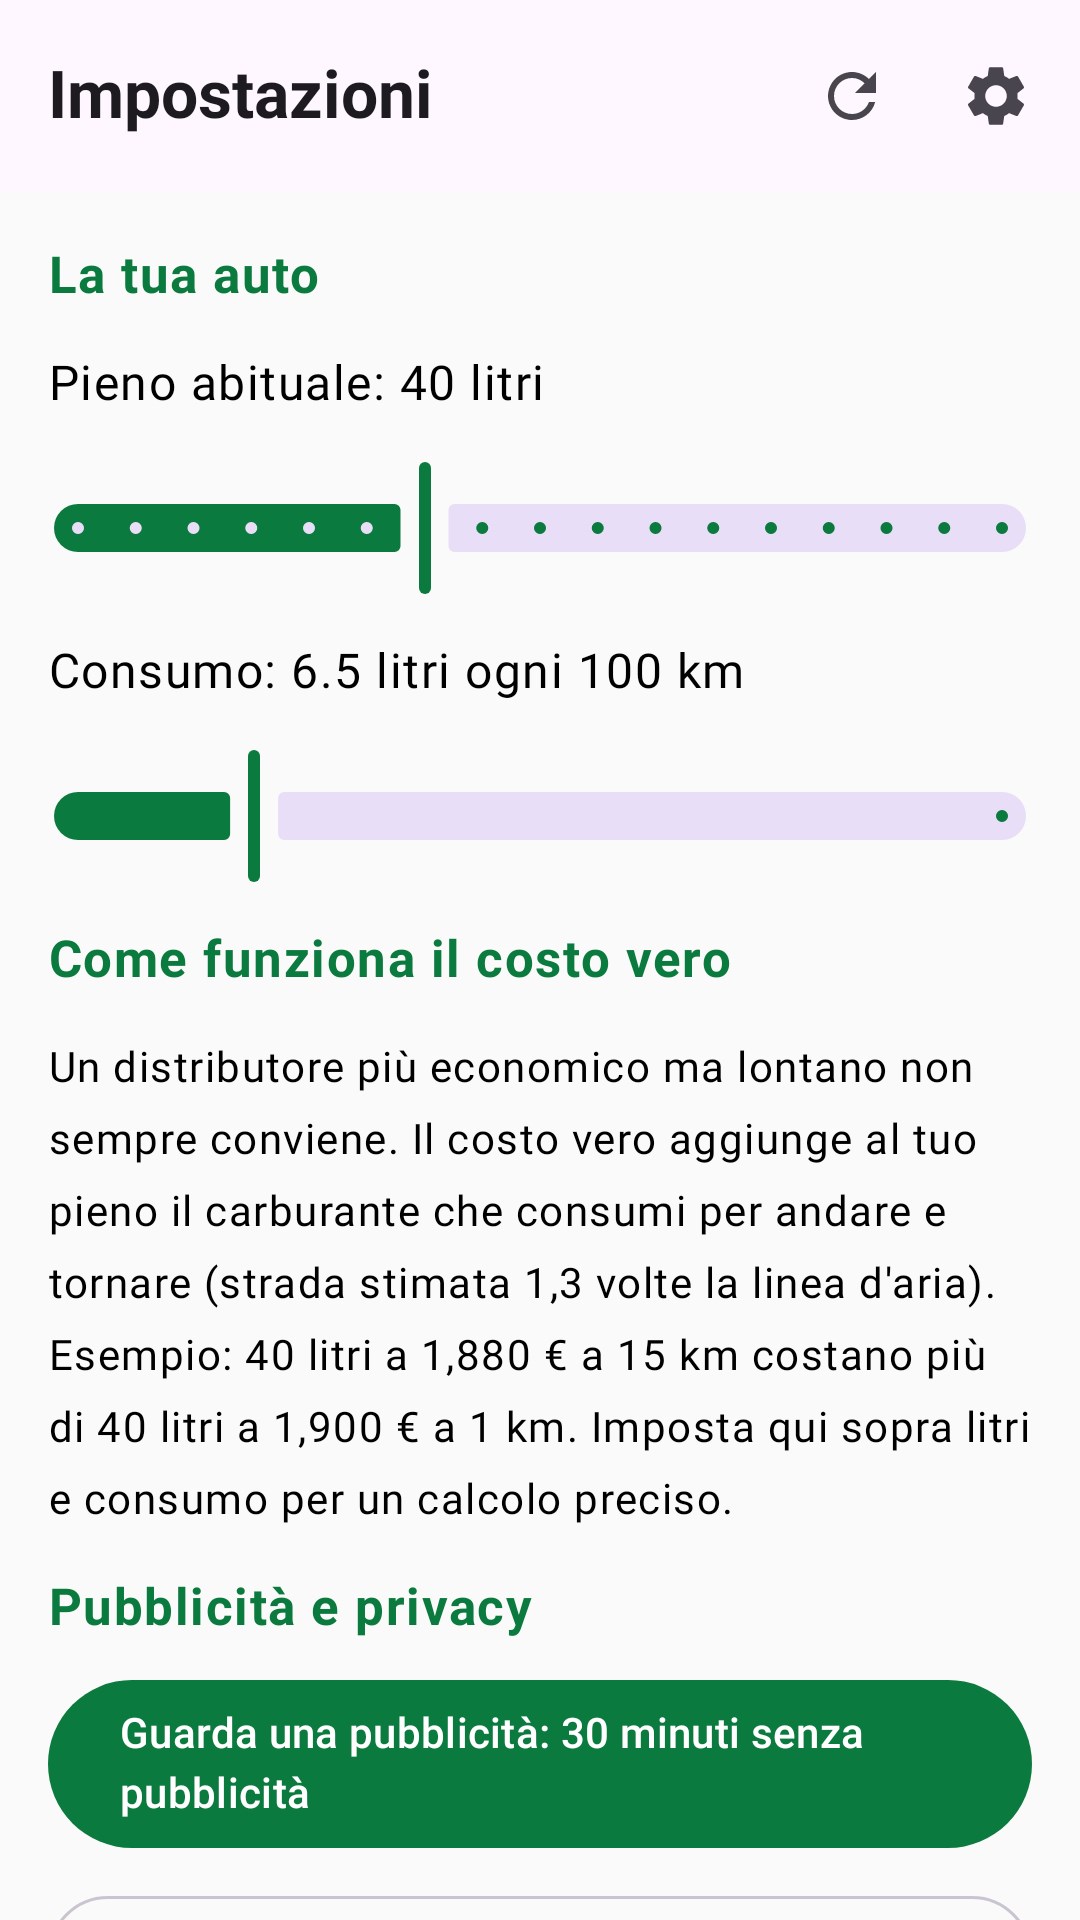 Impostazioni
La tua auto
Pieno abituale: 40 litri
Consumo: 6.5 litri ogni 100 km
Come funziona il costo vero
Un distributore più economico ma lontano non
sempre conviene. Il costo vero aggiunge al tuo
pieno il carburante che consumi per andare e
tornare (strada stimata 1,3 volte la linea d'aria).
Esempio: 40 litri a 1,880 € a 15 km costano più
di 40 litri a 1,900 € a 1 km. Imposta qui sopra litri
e consumo per un calcolo preciso.
Pubblicità e privacy
Guarda una pubblicità: 30 minuti senza
pubblicità